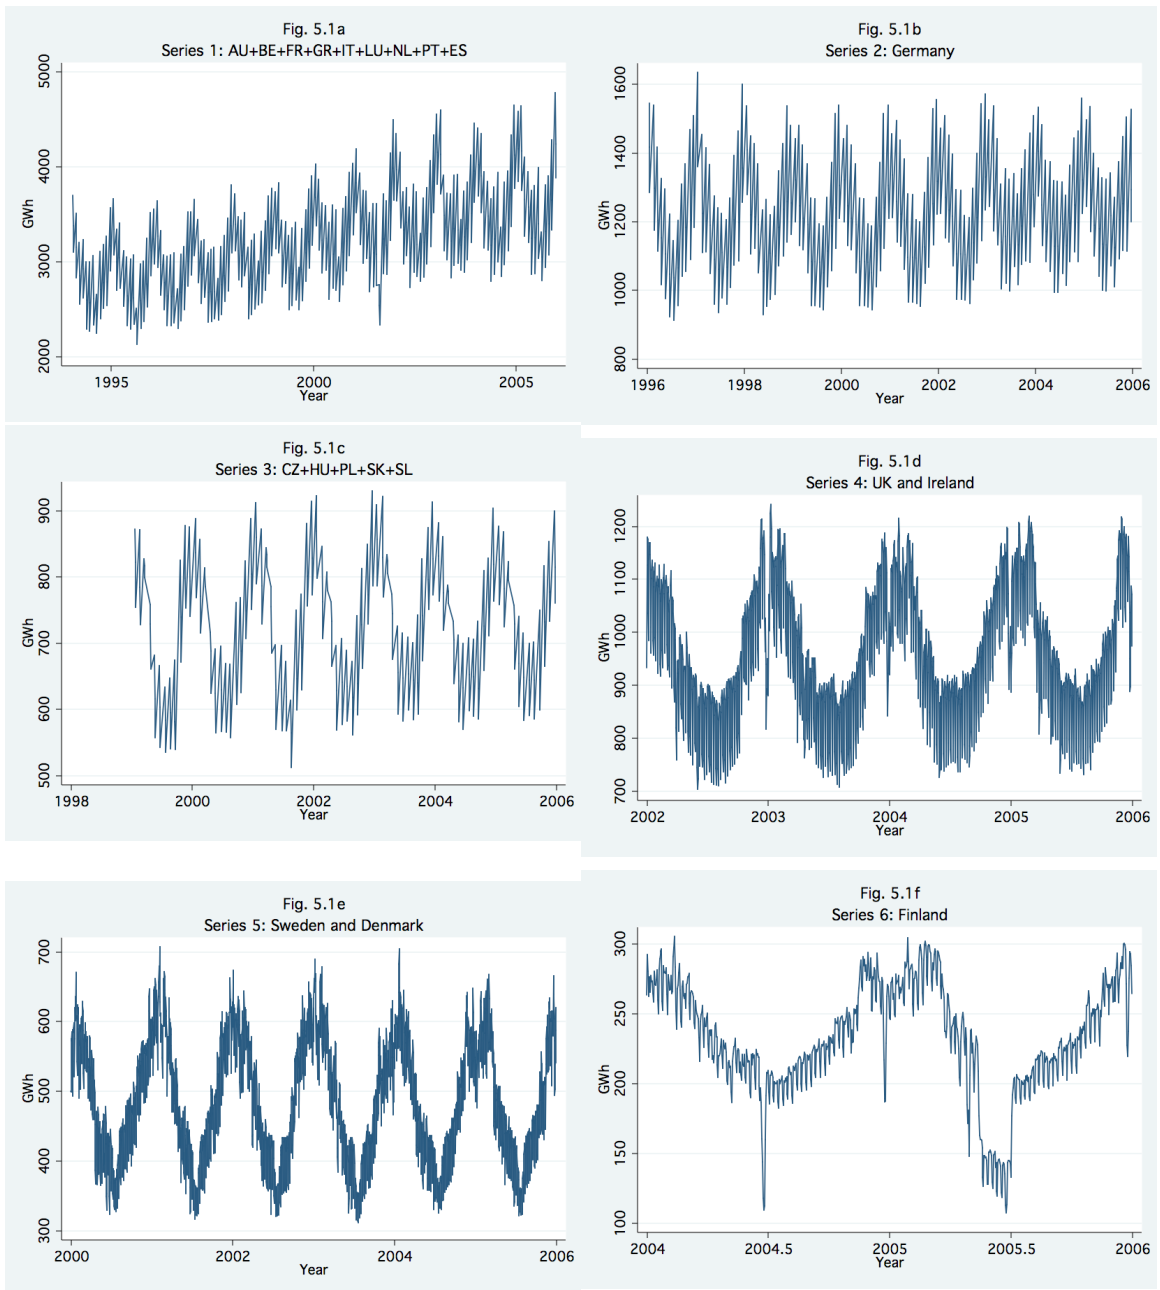 Fig. 5.1a
Series 1: AU+BE+FR+GR+IT+LU+NL+PT+ES
5000
4000
3000
2000
GWh
1995
2000
2005
Year
Fig. 5.1b
Series 2: Germany
1600
1400
1200
1000
800
GWh
1996
1998
2000
2002
2004
2006
Year
Fig. 5.1c
Series 3: CZ+HU+PL+SK+SL
900
800
700
600
500
GWh
1998
2000
2002
2004
2006
Year
Fig. 5.1d
Series 4: UK and Ireland
1200
1100
1000
900
800
700
GWh
2002
2003
2004
2005
2006
Year
Fig. 5.1e
Series 5: Sweden and Denmark
700
600
500
400
300
GWh
2000
2002
2004
2006
Year
Fig. 5.1f
Series 6: Finland
300
250
200
150
100
GWh
2004
2004.5
2005
2005.5
2006
Year